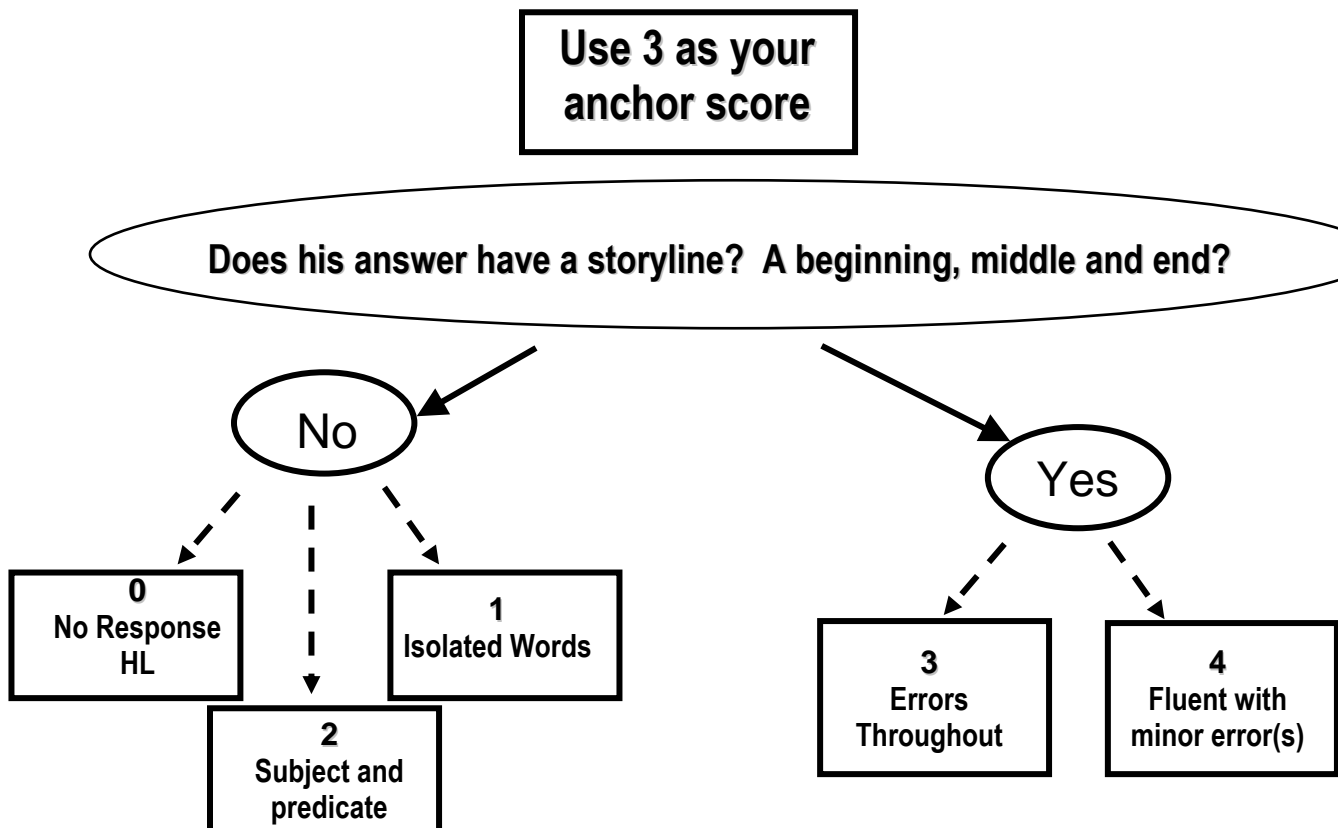 Use 3 as your
anchor score
Does his answer have a storyline?  A beginning, middle and end?
No
Yes
0
No Response
HL
1
Isolated Words
2
Subject and
predicate
3
Errors
Throughout
4
Fluent with
minor error(s)